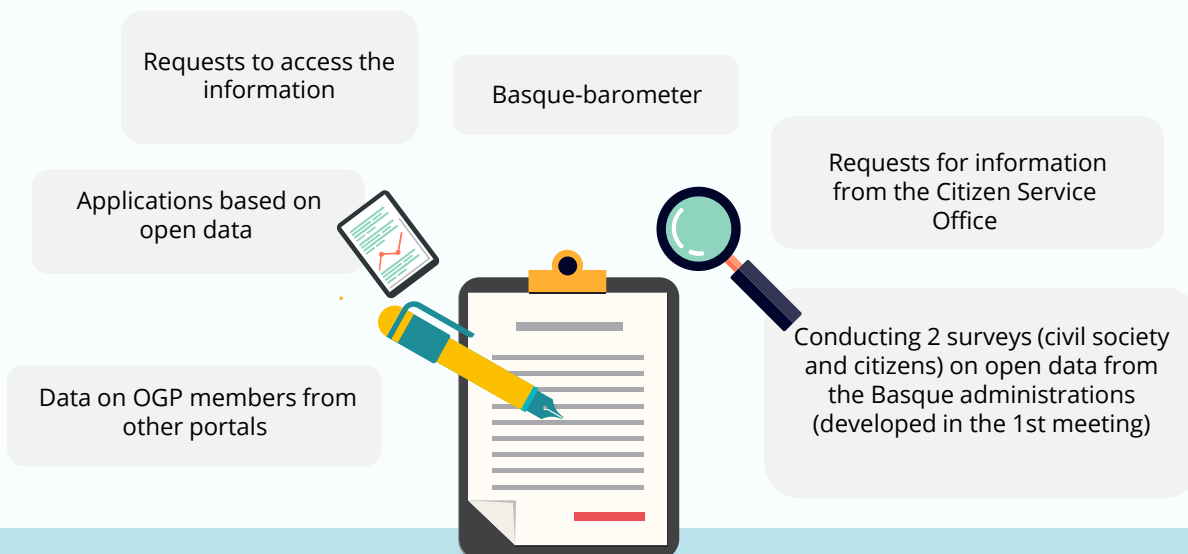 Requests to access the
information
Basque-barometer
Requests for information
from the Citizen Service
Office
Applications based on
open data
Conducting 2 surveys (civil society
and citizens) on open data from
the Basque administrations
(developed in the 1st meeting)
Data on OGP members from
other portals